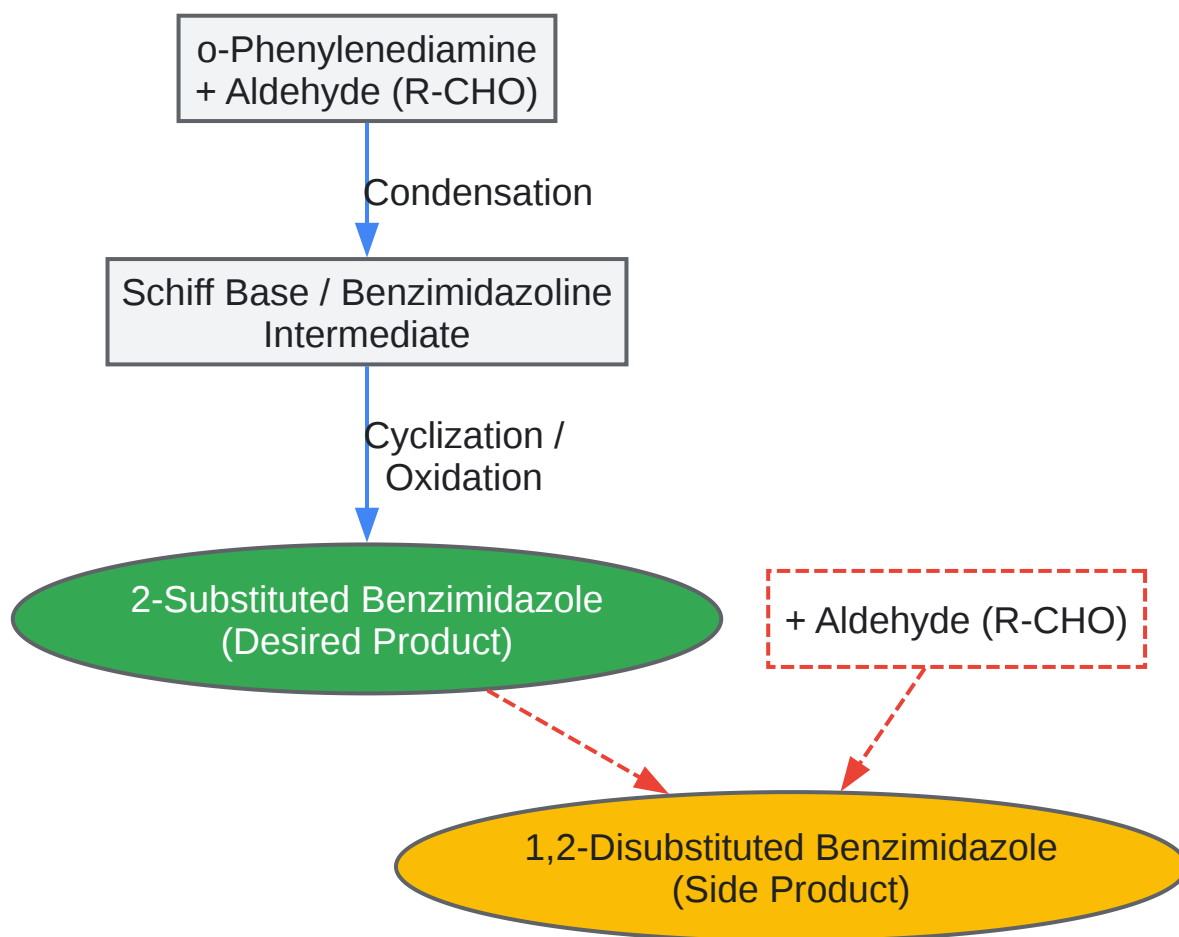 o-Phenylenediamine
+ Aldehyde (R-CHO)
Condensation
Schiff Base / Benzimidazoline
Intermediate
Cyclization /
Oxidation
2-Substituted Benzimidazole
(Desired Product)
+ Aldehyde (R-CHO)
1,2-Disubstituted Benzimidazole
(Side Product)